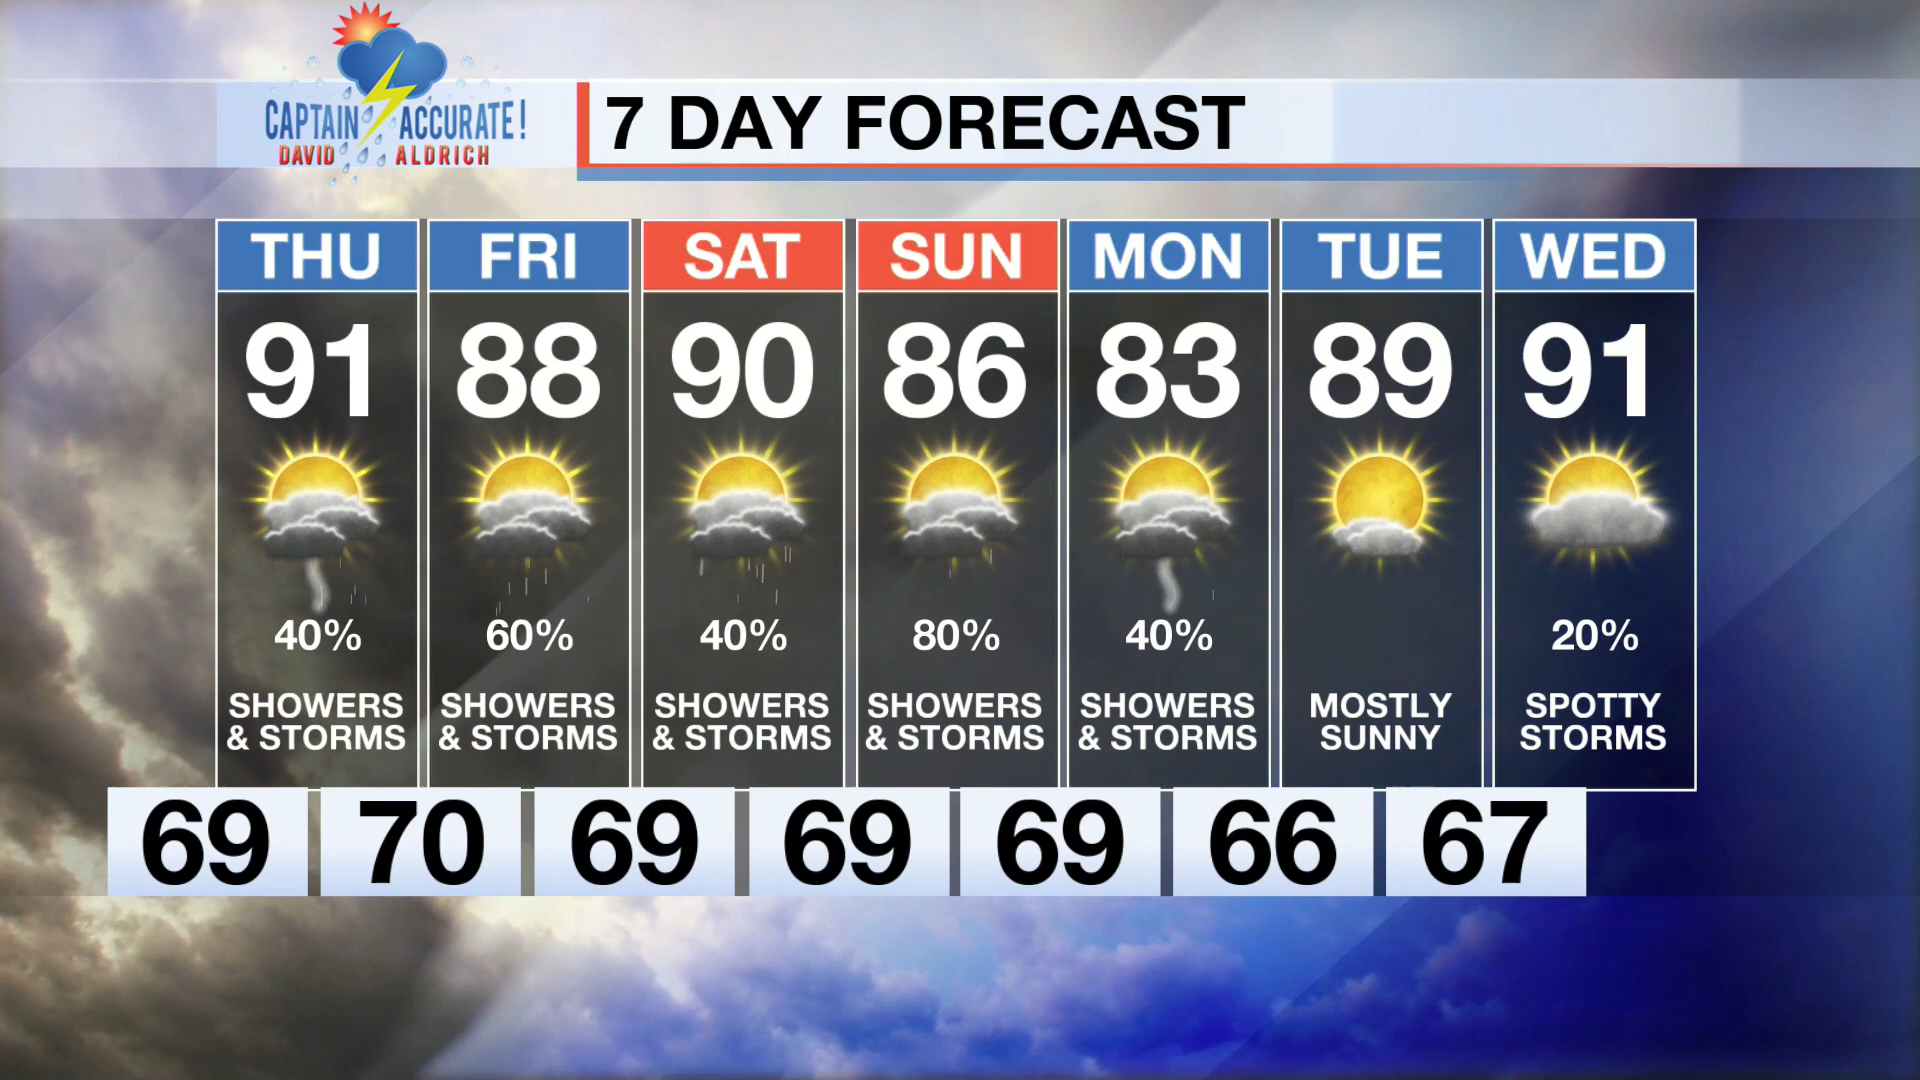 CAPTAIN ACCURATE!
DAVID ALDRICH
7 DAY FORECAST
THU FRI SAT SUN MON TUE WED
91 88 90 86 83 89 91
40% 60% 40% 80% 40% 20%
SHOWERS SHOWERS SHOWERS SHOWERS SHOWERS MOSTLY SPOTTY
& STORMS & STORMS & STORMS & STORMS & STORMS SUNNY STORMS
69 70 69 69 69 66 67